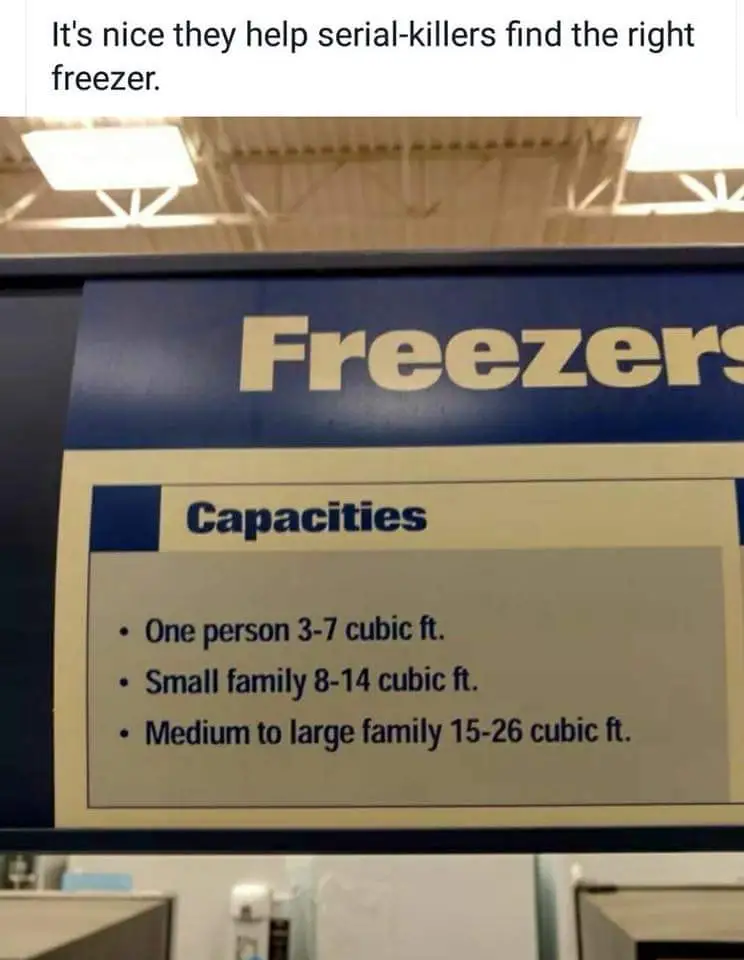 It's nice they help serial-killers find the right
freezer.
Freezers
Capacities
• One person 3-7 cubic ft.
• Small family 8-14 cubic ft.
• Medium to large family 15-26 cubic ft.